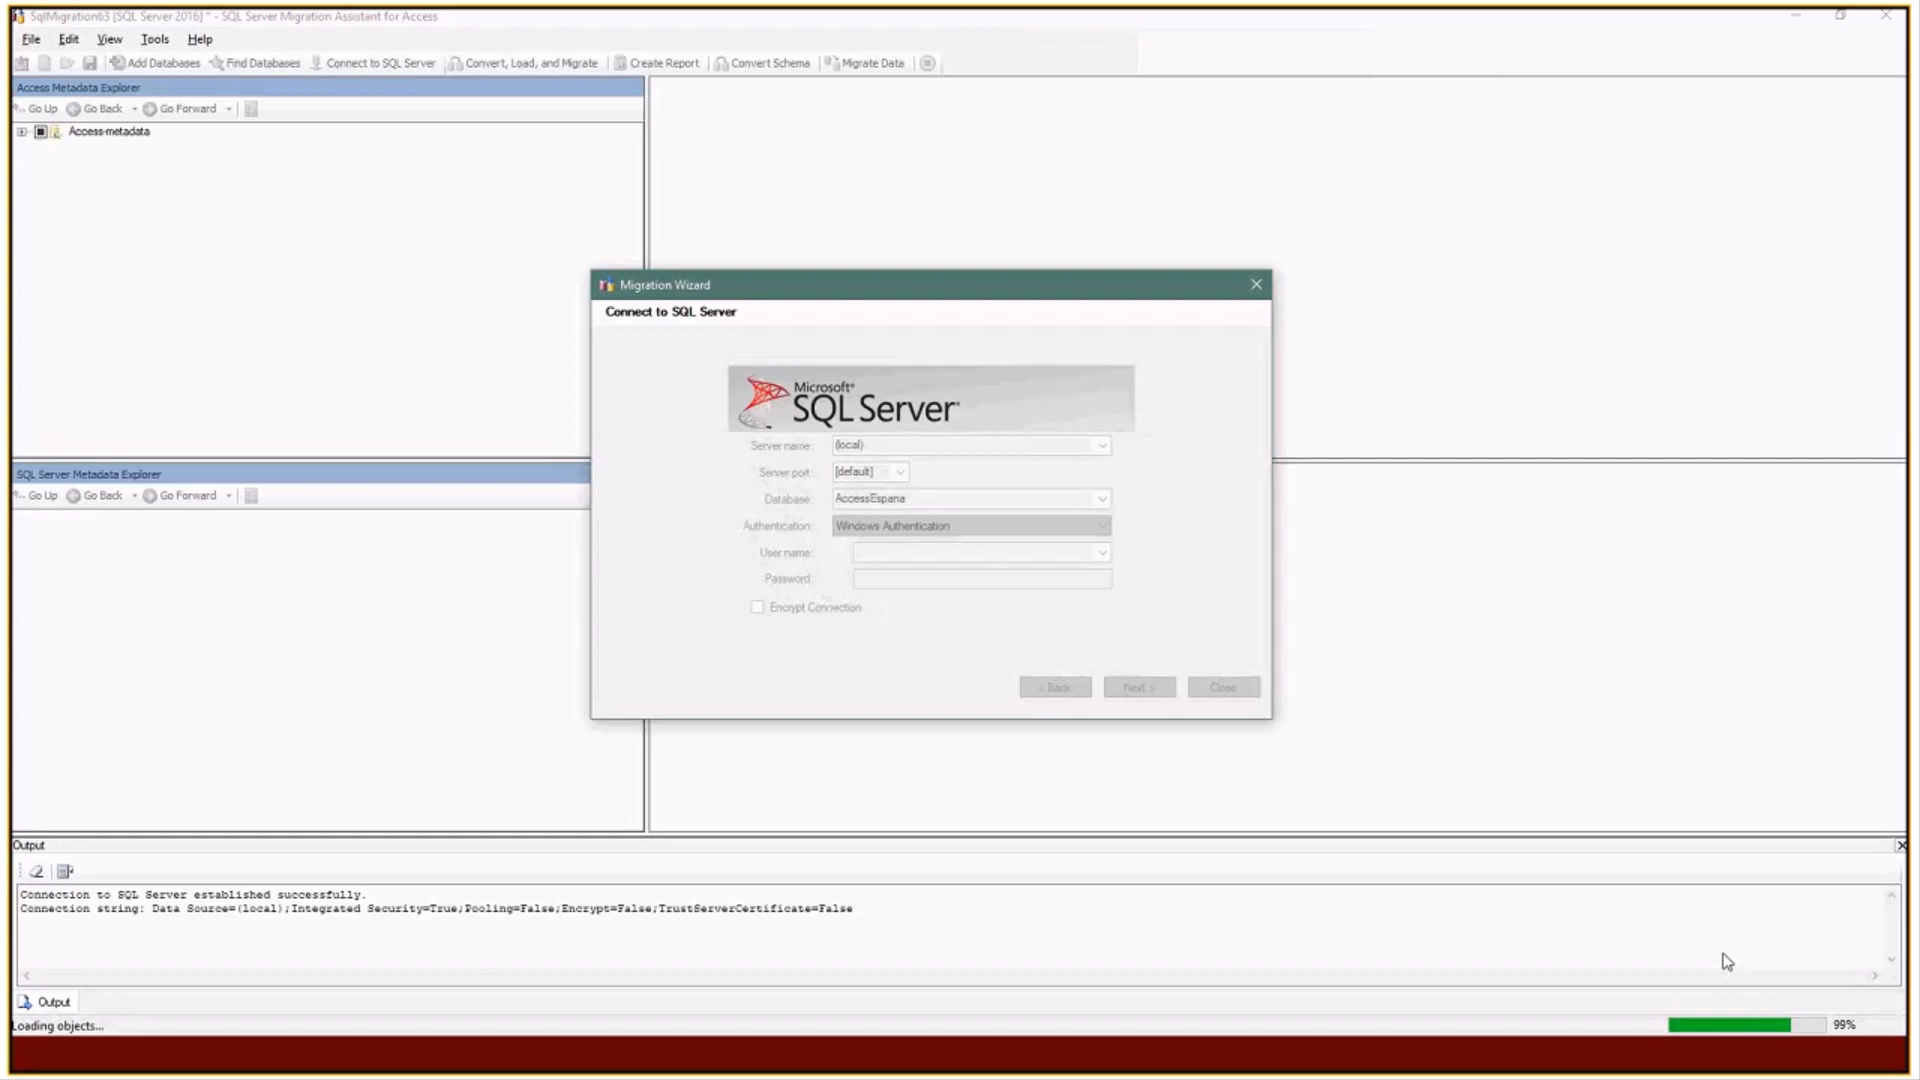 SqlMigration63 [SQL Server 2016] * - SQL Server Migration Assistant for Access
File Edit View Tools Help
Add Databases Find Databases Connect to SQL Server Convert, Load, and Migrate Create Report Convert Schema Migrate Data
Access Metadata Explorer
Go Up Go Back Go Forward
Access-metadata
Migration Wizard
Connect to SQL Server
Microsoft®
SQL Server®
Server name: (local)
Server port: [default]
Database: AccessEspana
Authentication: Windows Authentication
User name:
Password:
Encrypt Connection
< Back Next > Close
SQL Server Metadata Explorer
Go Up Go Back Go Forward
Output
Connection to SQL Server established successfully.
Connection string: Data Source=(local);Integrated Security=True;Pooling=False;Encrypt=False;TrustServerCertificate=False
Output
Loading objects... 99%